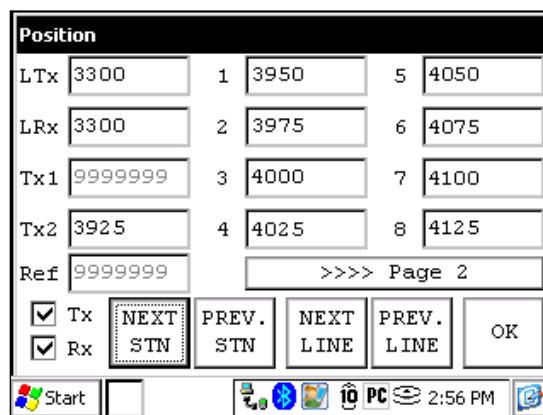 Position
LTx 3300 1 3950 5 4050
LRx 3300 2 3975 6 4075
Tx1 9999999 3 4000 7 4100
Tx2 3925 4 4025 8 4125
Ref 9999999 >>>> Page 2
Tx
Rx
NEXT STN
PREV. STN
NEXT LINE
PREV. LINE
OK
Start PC 2:56 PM